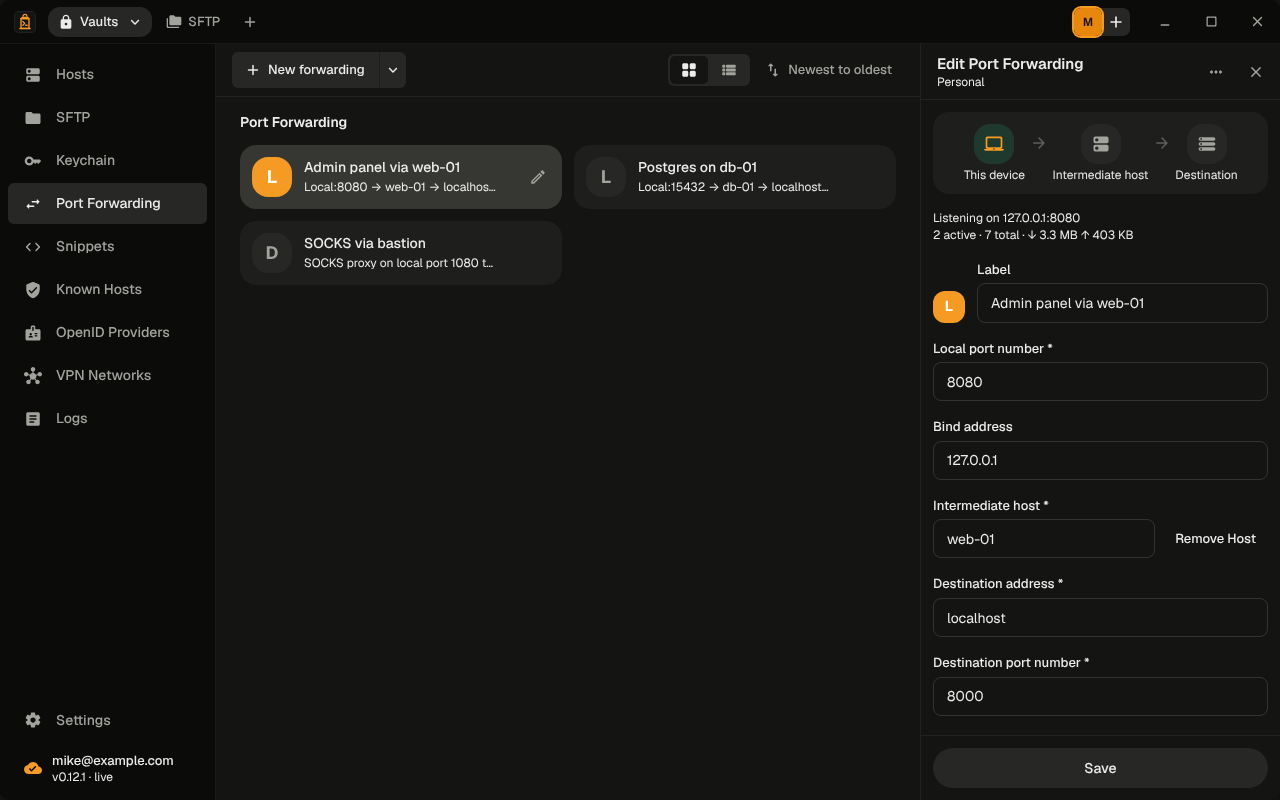 Vaults
SFTP
M
Hosts
SFTP
Keychain
Port Forwarding
Snippets
Known Hosts
OpenID Providers
VPN Networks
Logs
Settings
mike@example.com
v0.12.1 · live
New forwarding
Newest to oldest
Port Forwarding
L
Admin panel via web-01
Local:8080 → web-01 → localhos...
L
Postgres on db-01
Local:15432 → db-01 → localhost...
D
SOCKS via bastion
SOCKS proxy on local port 1080 t...
Edit Port Forwarding
Personal
This device
Intermediate host
Destination
Listening on 127.0.0.1:8080
2 active · 7 total · ↓ 3.3 MB ↑ 403 KB
Label
L
Admin panel via web-01
Local port number *
8080
Bind address
127.0.0.1
Intermediate host *
web-01
Remove Host
Destination address *
localhost
Destination port number *
8000
Save